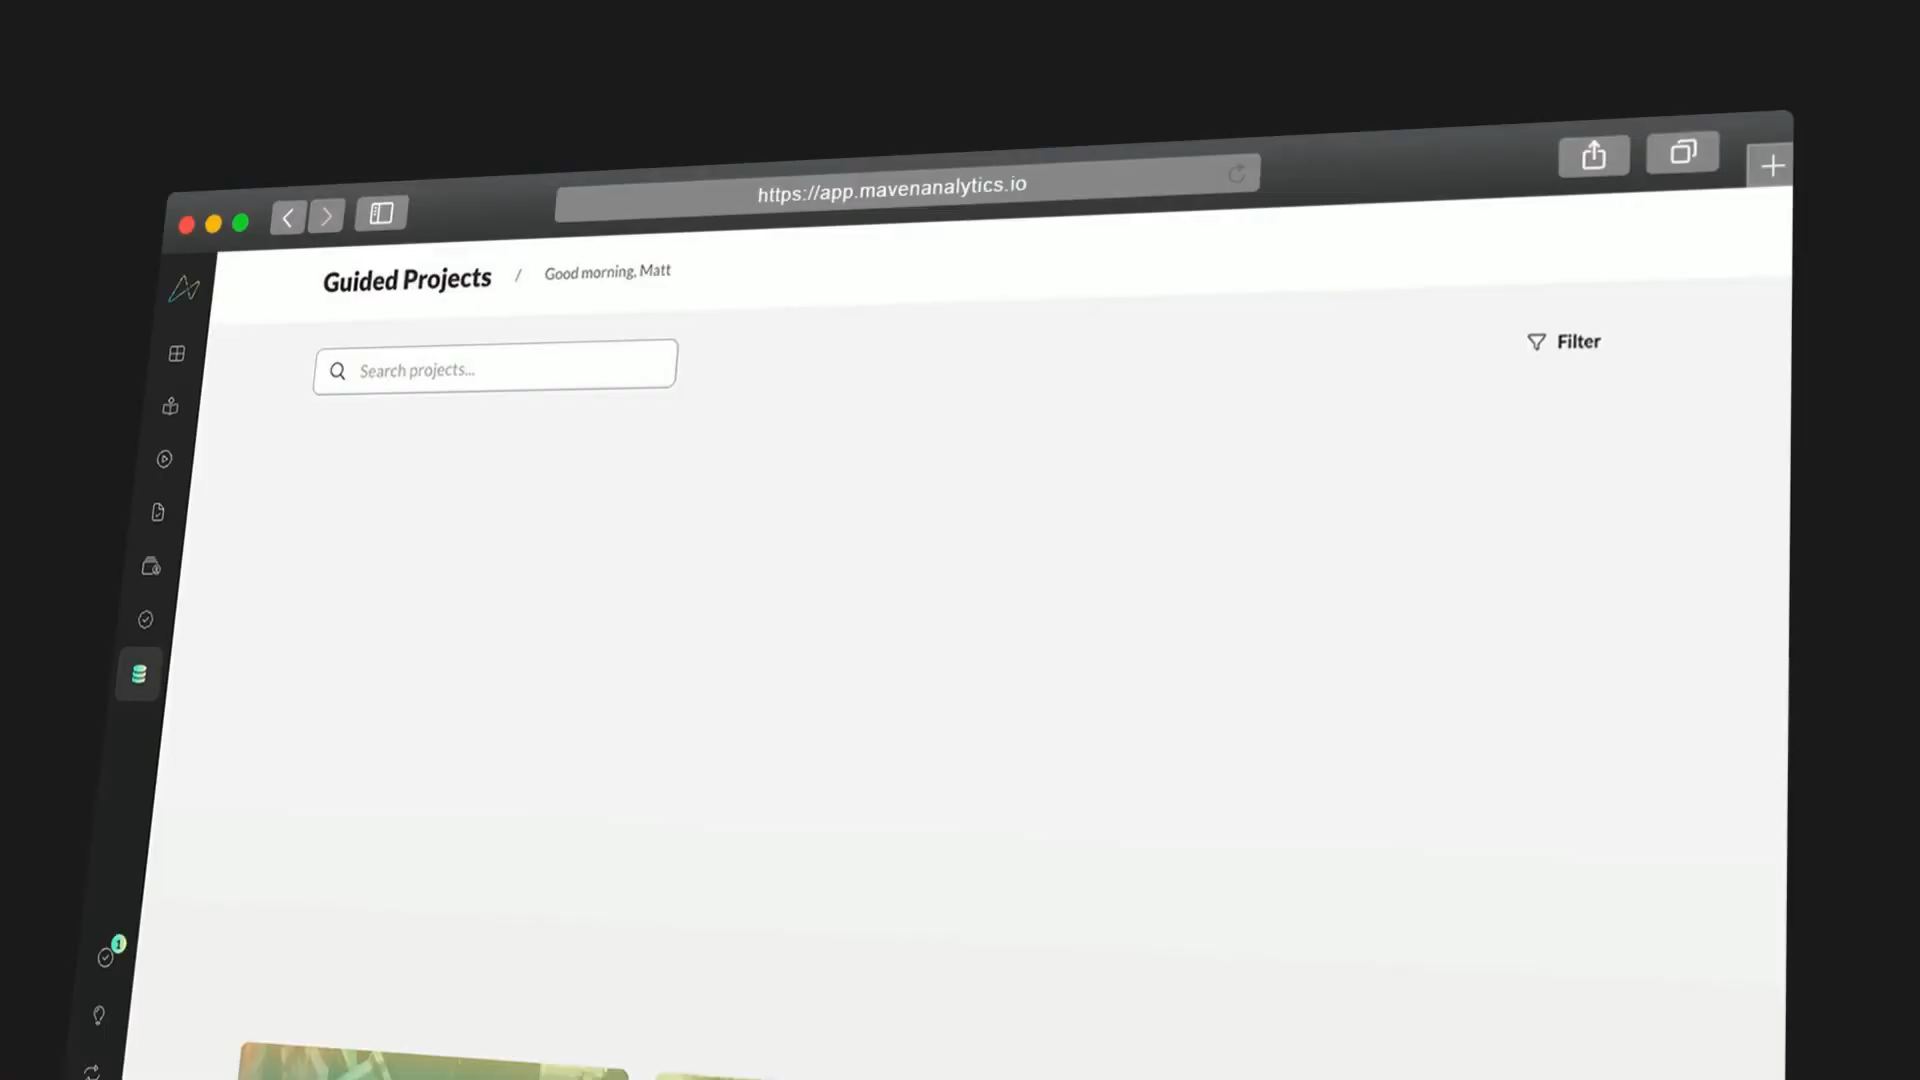 https://app.mavenanalytics.io
Guided Projects / Good morning, Matt
Search projects...
Filter
1